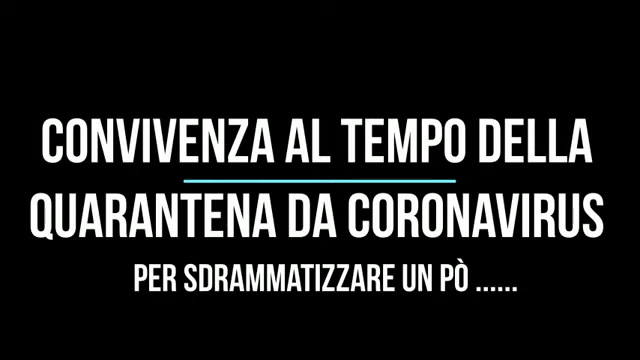 CONVIVENZA AL TEMPO DELLA
QUARANTENA DA CORONAVIRUS
PER SDRAMMATIZZARE UN PÒ ......